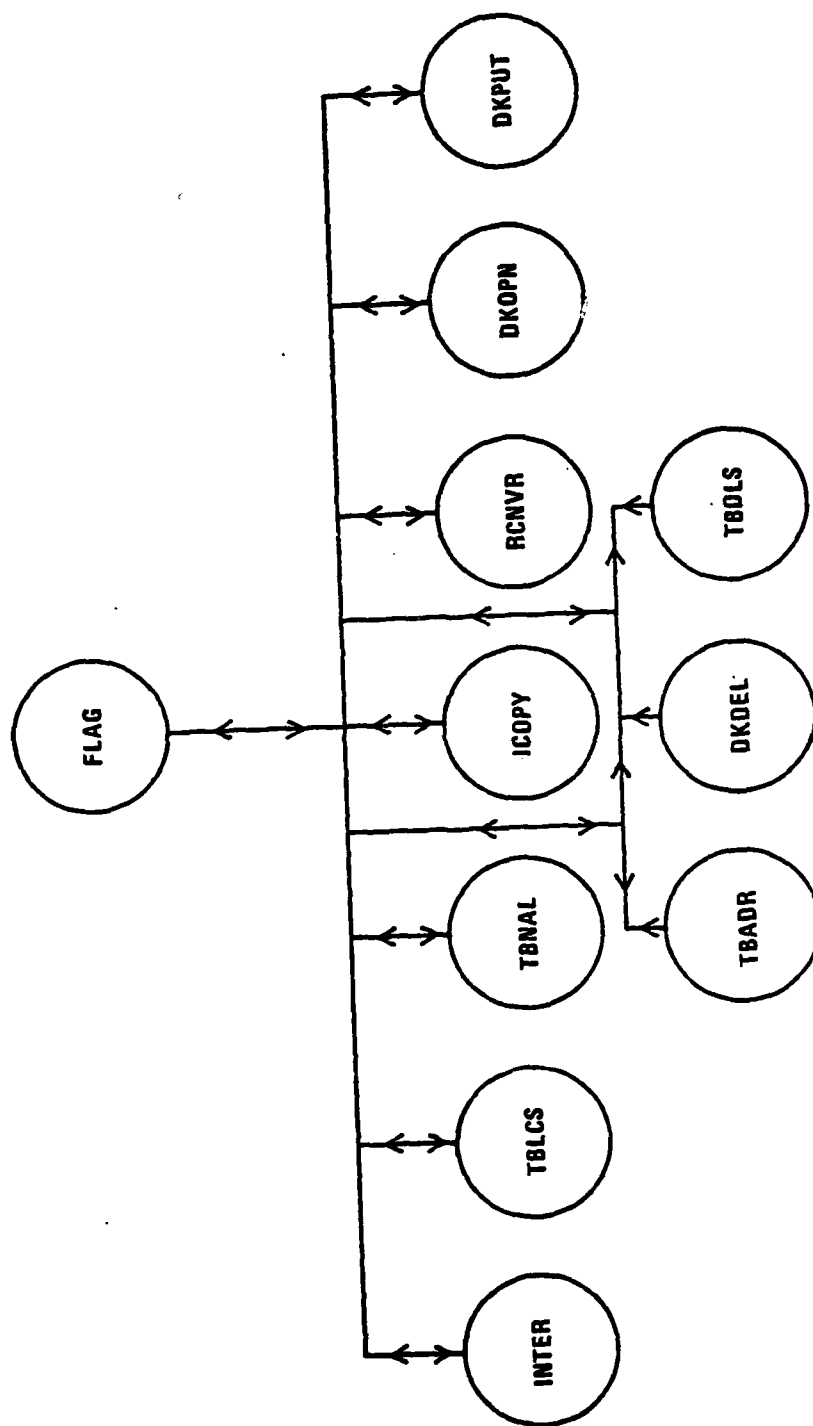 FLAG
INTER
TBLCS
TBNAL
ICOPY
RCNVR
DKOPN
DKPUT
TBADR
DKDEL
TBDLS